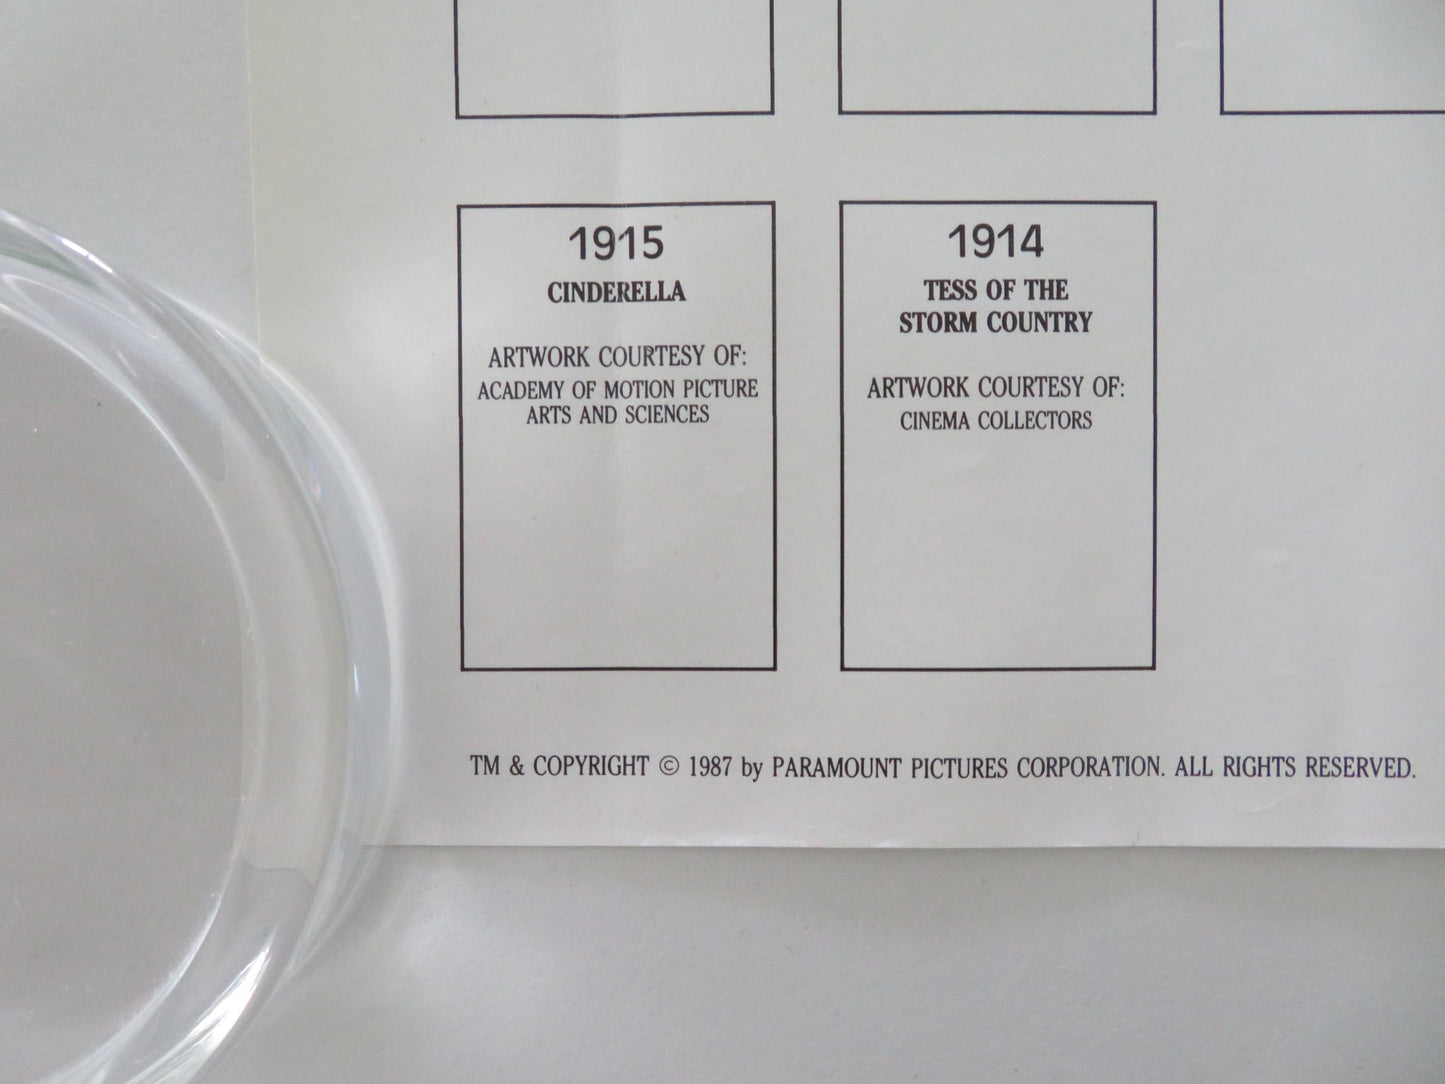 1915
CINDERELLA
ARTWORK COURTESY OF:
ACADEMY OF MOTION PICTURE
ARTS AND SCIENCES
1914
TESS OF THE
STORM COUNTRY
ARTWORK COURTESY OF:
CINEMA COLLECTORS
TM & COPYRIGHT © 1987 by PARAMOUNT PICTURES CORPORATION. ALL RIGHTS RESERVED.